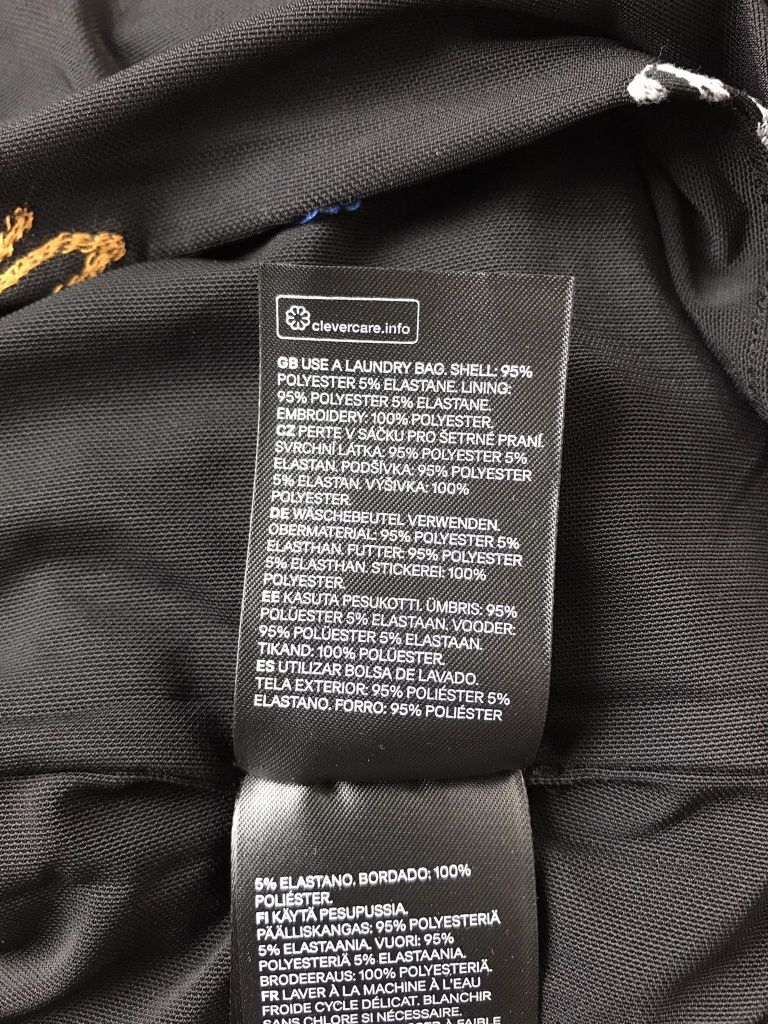 clevercare.info
GB USE A LAUNDRY BAG. SHELL: 95%
POLYESTER 5% ELASTANE. LINING:
95% POLYESTER 5% ELASTANE.
EMBROIDERY: 100% POLYESTER.
CZ PERTE V SÁČKU PRO ŠETRNÉ PRANÍ.
SVRCHNÍ LÁTKA: 95% POLYESTER 5%
ELASTAN. PODŠÍVKA: 95% POLYESTER
5% ELASTAN. VÝŠIVKA: 100%
POLYESTER.
DE WÄSCHEBEUTEL VERWENDEN.
OBERMATERIAL: 95% POLYESTER 5%
ELASTHAN. FUTTER: 95% POLYESTER
5% ELASTHAN. STICKEREI: 100%
POLYESTER.
EE KASUTA PESUKOTTI. ÜMBRIS: 95%
POLÜESTER 5% ELASTAAN. VOODER:
95% POLÜESTER 5% ELASTAAN.
TIKAND: 100% POLÜESTER.
ES UTILIZAR BOLSA DE LAVADO.
TELA EXTERIOR: 95% POLIÉSTER 5%
ELASTANO. FORRO: 95% POLIÉSTER
5% ELASTANO. BORDADO: 100%
POLIÉSTER.
FI KÄYTÄ PESUPUSSIA.
PÄÄLLISKANGAS: 95% POLYESTERIÄ
5% ELASTAANIA. VUORI: 95%
POLYESTERIÄ 5% ELASTAANIA.
BRODEERAUS: 100% POLYESTERIÄ.
FR LAVER À LA MACHINE À L'EAU
FROIDE CYCLE DÉLICAT. BLANCHIR
SANS CHLORE SI NÉCESSAIRE.
À FAIBLE